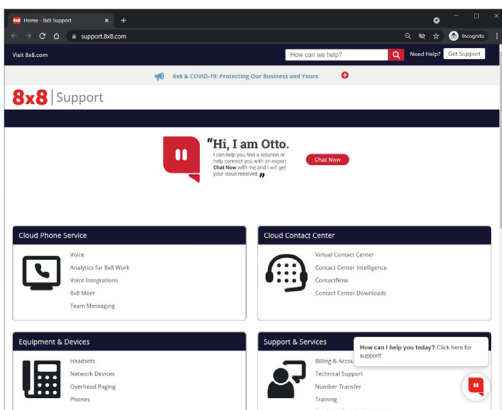 8x8 Home - 8x8 Support
support.8x8.com
Incognito
Visit 8x8.com
How can we help?
Need Help?
Get Support
8x8 & COVID-19: Protecting Our Business and Yours
8x8 | Support
"Hi, I am Otto.
I can help you find a solution or
help connect you with an expert.
Chat Now with me and I will get
your issue resolved. "
Chat Now
Cloud Phone Service
Voice
Analytics for 8x8 Work
Voice Integrations
8x8 Meet
Team Messaging
Cloud Contact Center
Virtual Contact Center
Contact Center Intelligence
ContactNow
Contact Center Downloads
Equipment & Devices
Headsets
Network Devices
Overhead Paging
Phones
Support & Services
Billing & Accou
Technical Support
Number Transfer
Training
How can I help you today? Click here for
support!